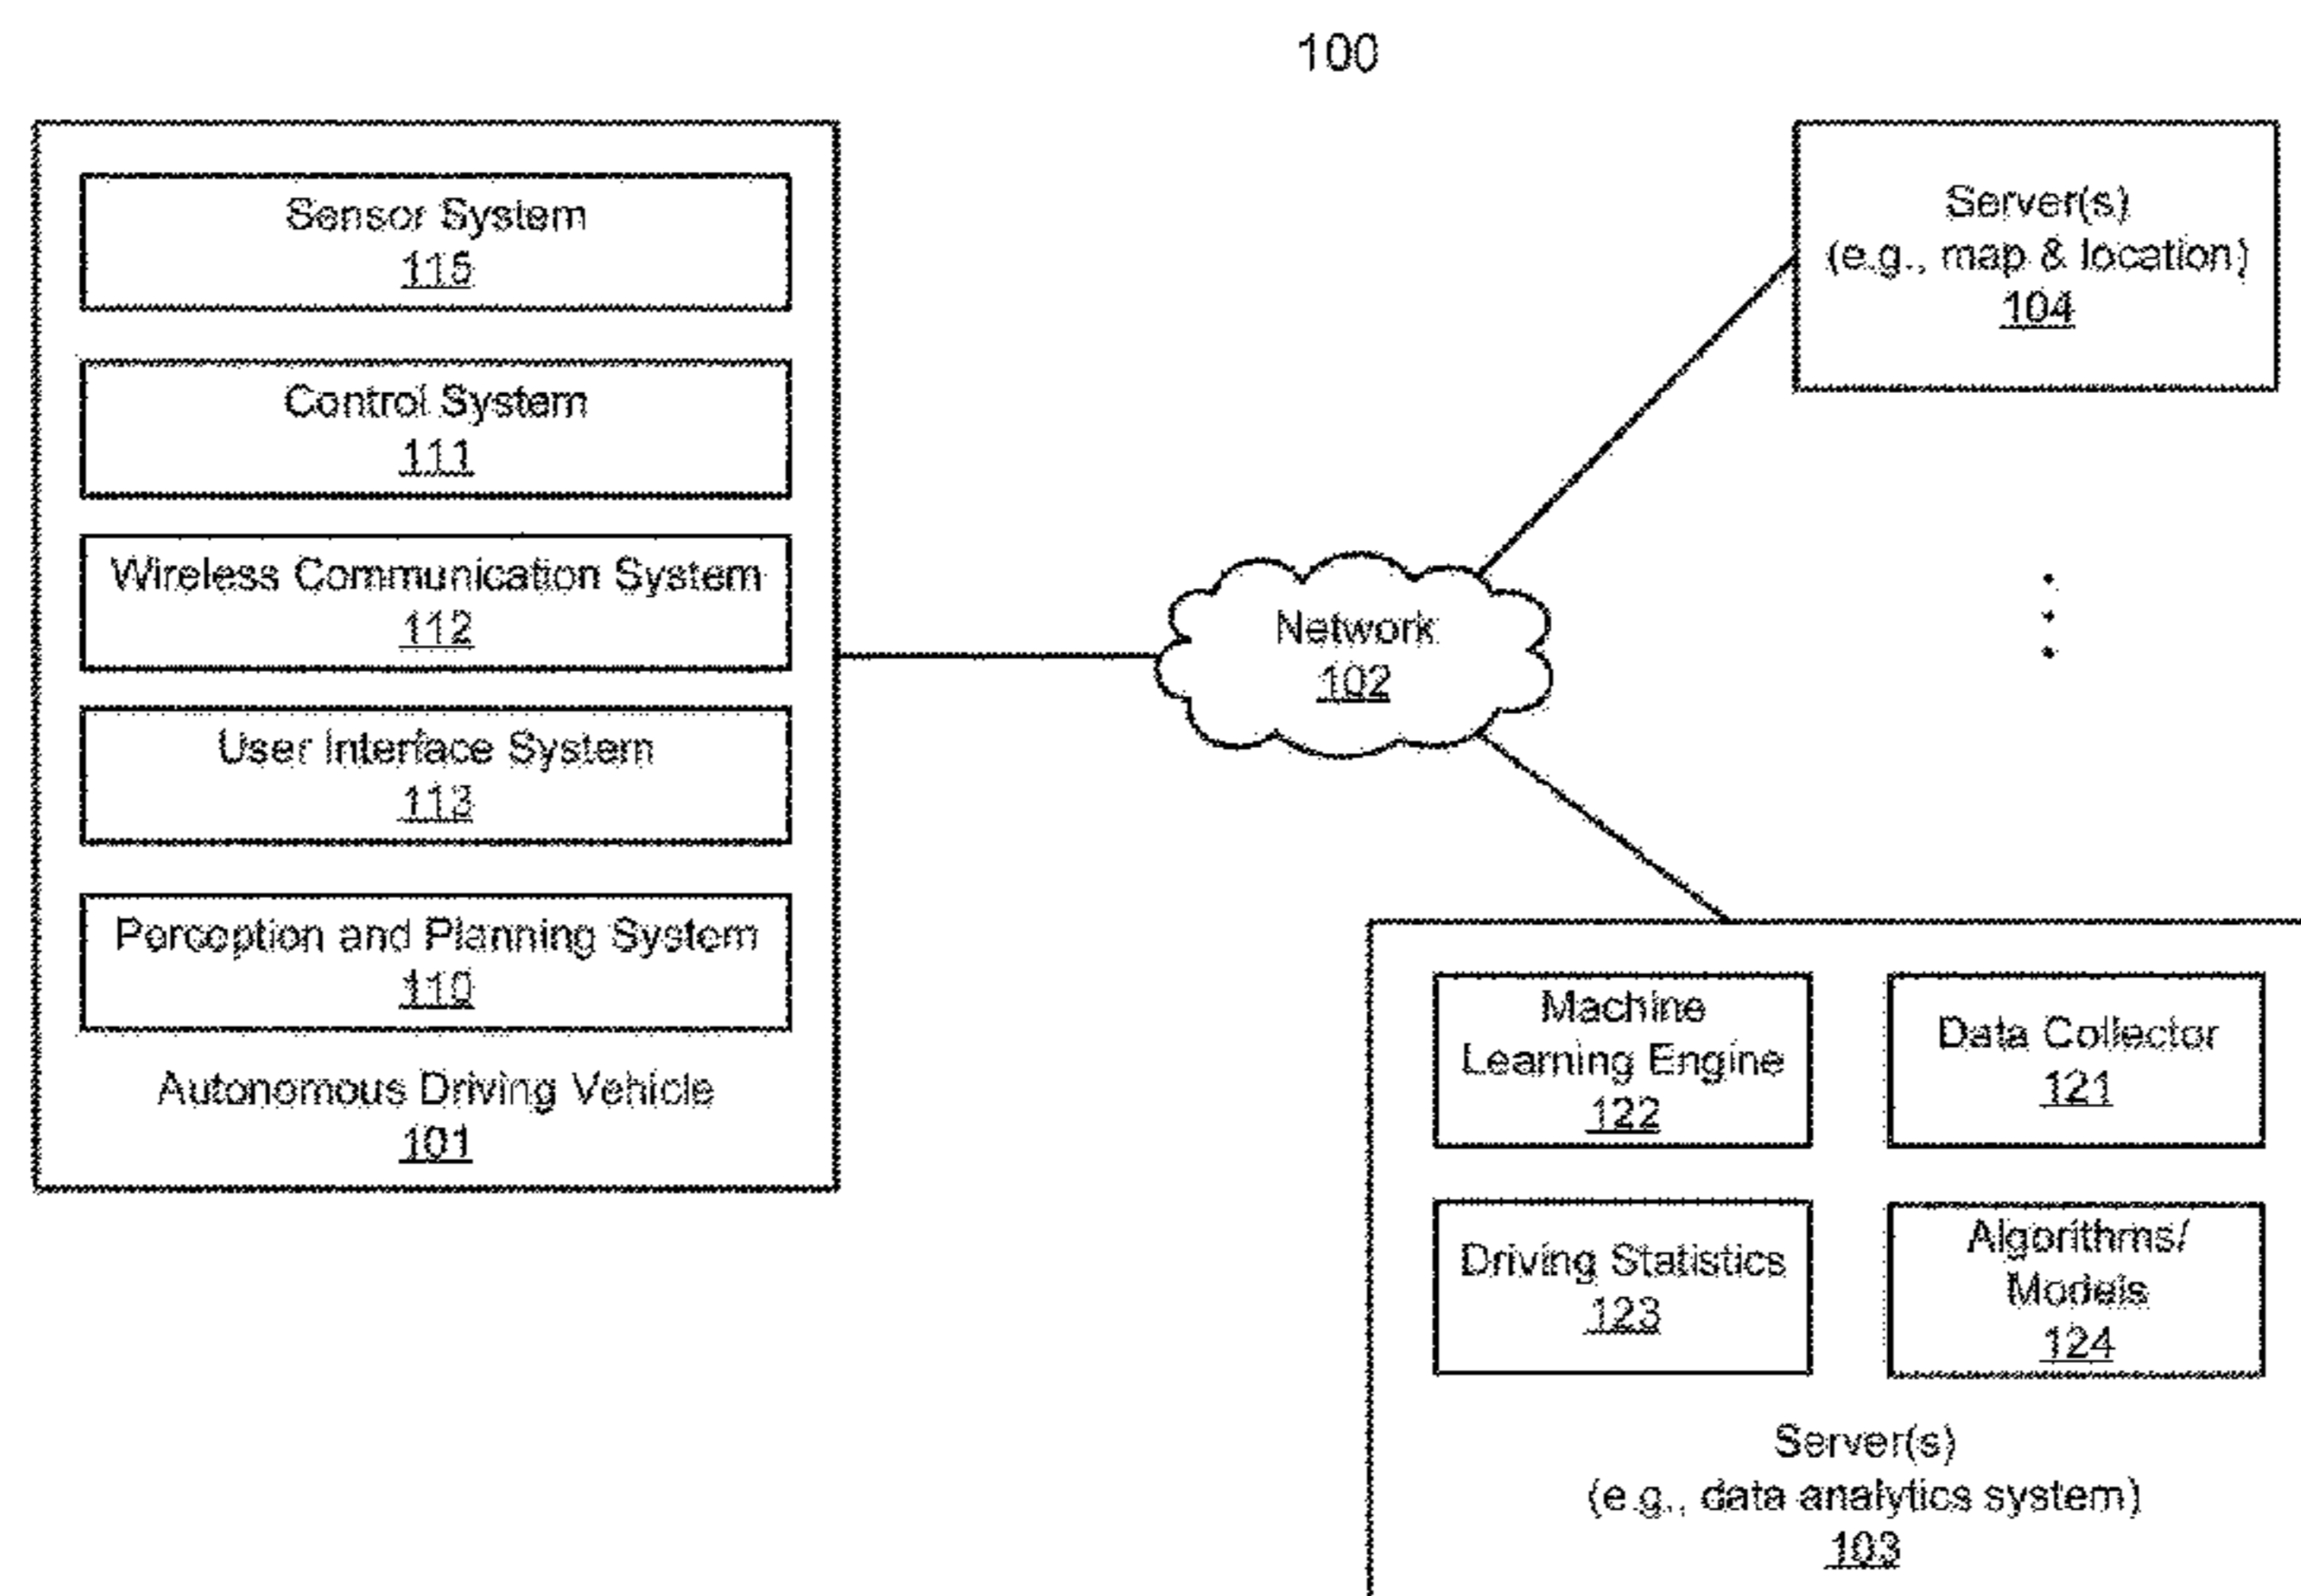 100
Sensor System
115
Control System
111
Wireless Communication System
112
User Interface System
113
Perception and Planning System
110
Autonomous Driving Vehicle
101
Network
102
Server(s)
(e.g., map & location)
104
Machine
Learning Engine
122
Data Collector
121
Driving Statistics
123
Algorithms/
Models
124
Server(s)
(e.g., data analytics system)
103